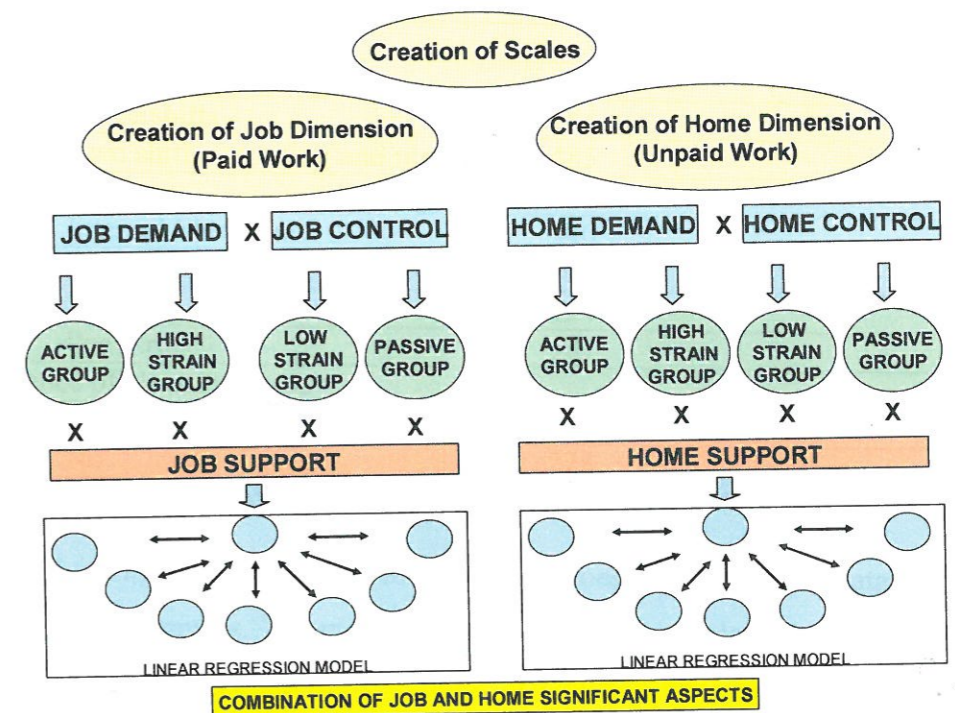 Creation of Scales
Creation of Job Dimension
(Paid Work)
Creation of Home Dimension
(Unpaid Work)
JOB DEMAND X JOB CONTROL
HOME DEMAND X HOME CONTROL
ACTIVE
GROUP
HIGH
STRAIN
GROUP
LOW
STRAIN
GROUP
PASSIVE
GROUP
ACTIVE
GROUP
HIGH
STRAIN
GROUP
LOW
STRAIN
GROUP
PASSIVE
GROUP
X X X X
X X X X
JOB SUPPORT
HOME SUPPORT
LINEAR REGRESSION MODEL
LINEAR REGRESSION MODEL
COMBINATION OF JOB AND HOME SIGNIFICANT ASPECTS